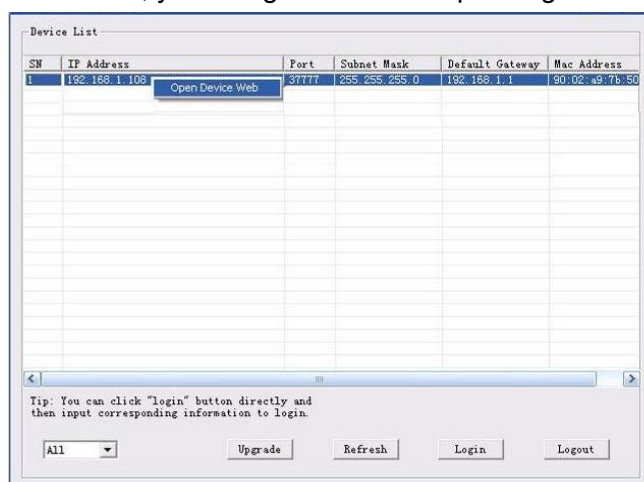 Device List
SN IP Address Port Subnet Mask Default Gateway Mac Address
1 192.168.1.108 37777 255.255.255.0 192.168.1.1 90:02:a9:7b:50
Open Device Web
Tip: You can click "login" button directly and
then input corresponding information to login.
All Upgrade Refresh Login Logout